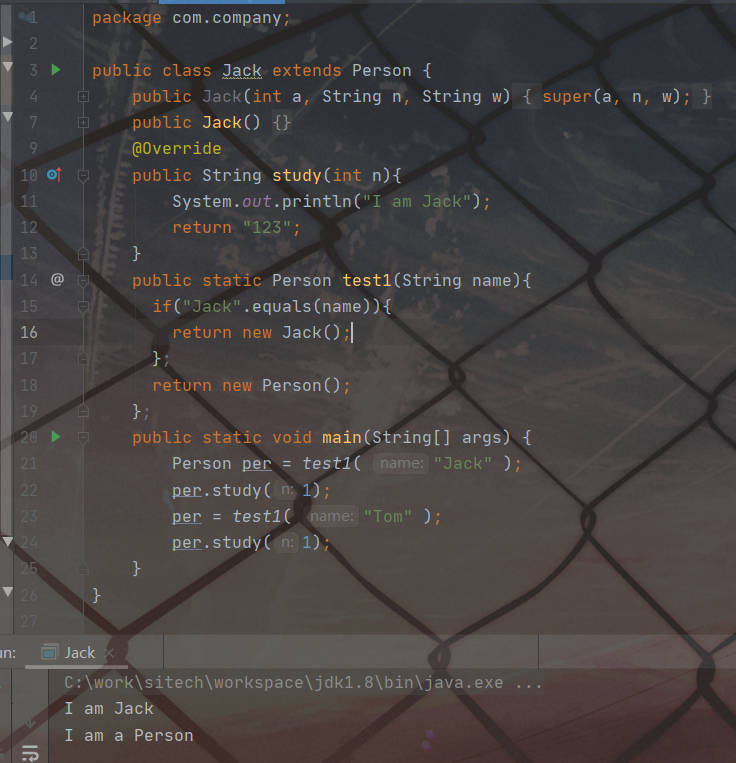 1 package com.company;
2
3 public class Jack extends Person {
4 public Jack(int a, String n, String w) { super(a, n, w); }
7 public Jack() {}
9 @Override
10 public String study(int n){
11 System.out.println("I am Jack");
12 return "123";
13 }
14 @ public static Person test1(String name){
15 if("Jack".equals(name)){
16 return new Jack();
17 };
18 return new Person();
19 };
20 public static void main(String[] args) {
21 Person per = test1( name: "Jack" );
22 per.study( n: 1);
23 per = test1( name: "Tom" );
24 per.study( n: 1);
25 }
26 }
27
un: Jack ×
C:\work\sitech\workspace\jdk1.8\bin\java.exe ...
I am Jack
I am a Person